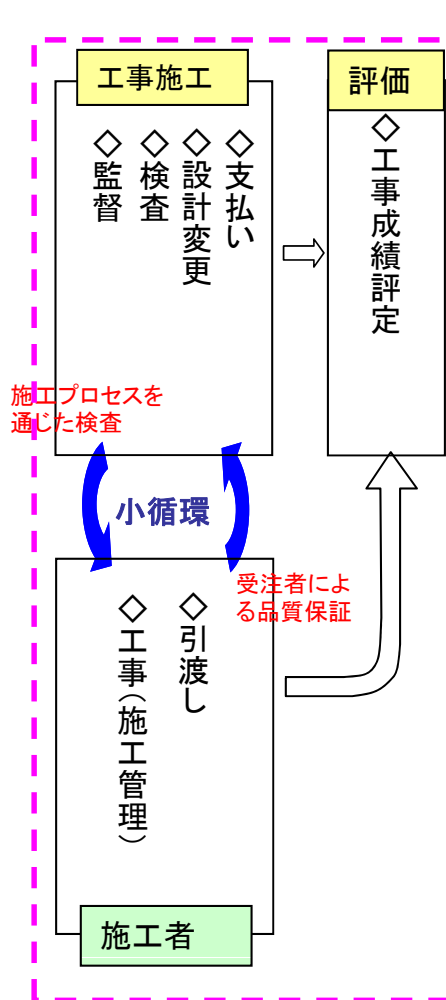 工事施工
◇支払い
◇設計変更
◇検査
◇監督
評価
◇工事成績評定
施工プロセスを
通じた検査
小循環
受注者によ
る品質保証
◇引渡し
◇工事(施工管理)
施工者